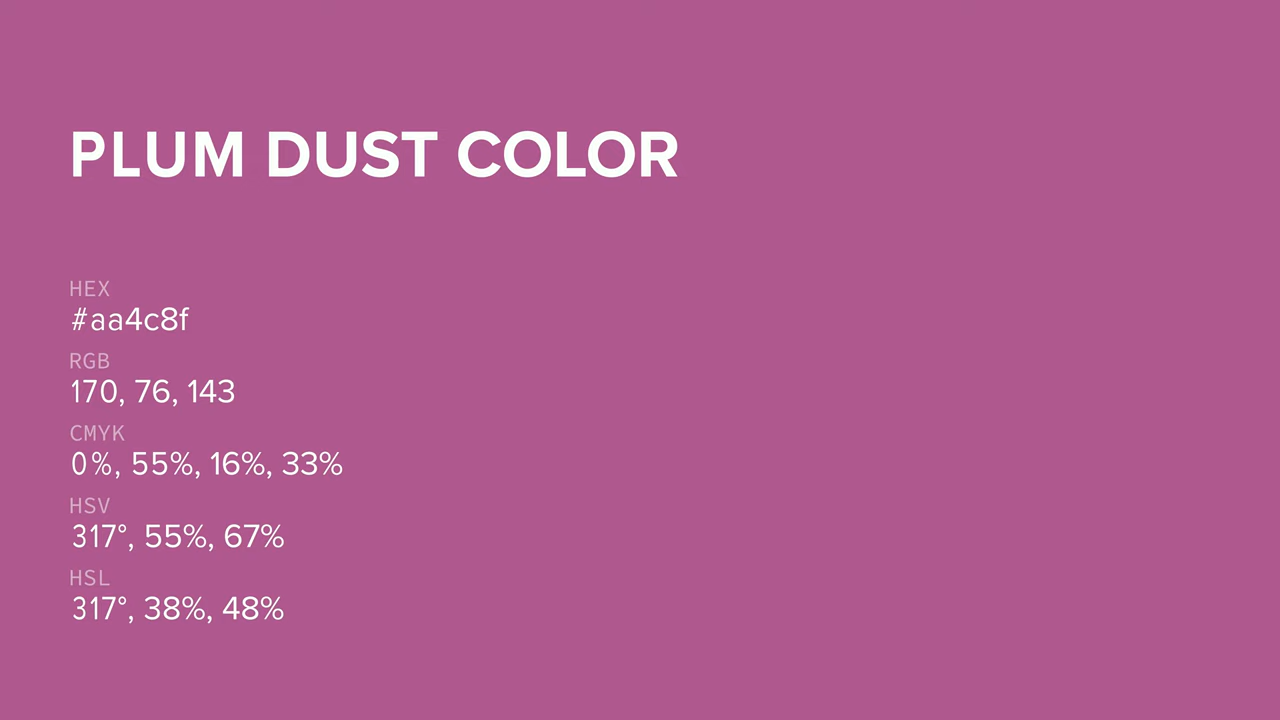 PLUM DUST COLOR
HEX
#aa4c8f
RGB
170, 76, 143
CMYK
0%, 55%, 16%, 33%
HSV
317°, 55%, 67%
HSL
317°, 38%, 48%